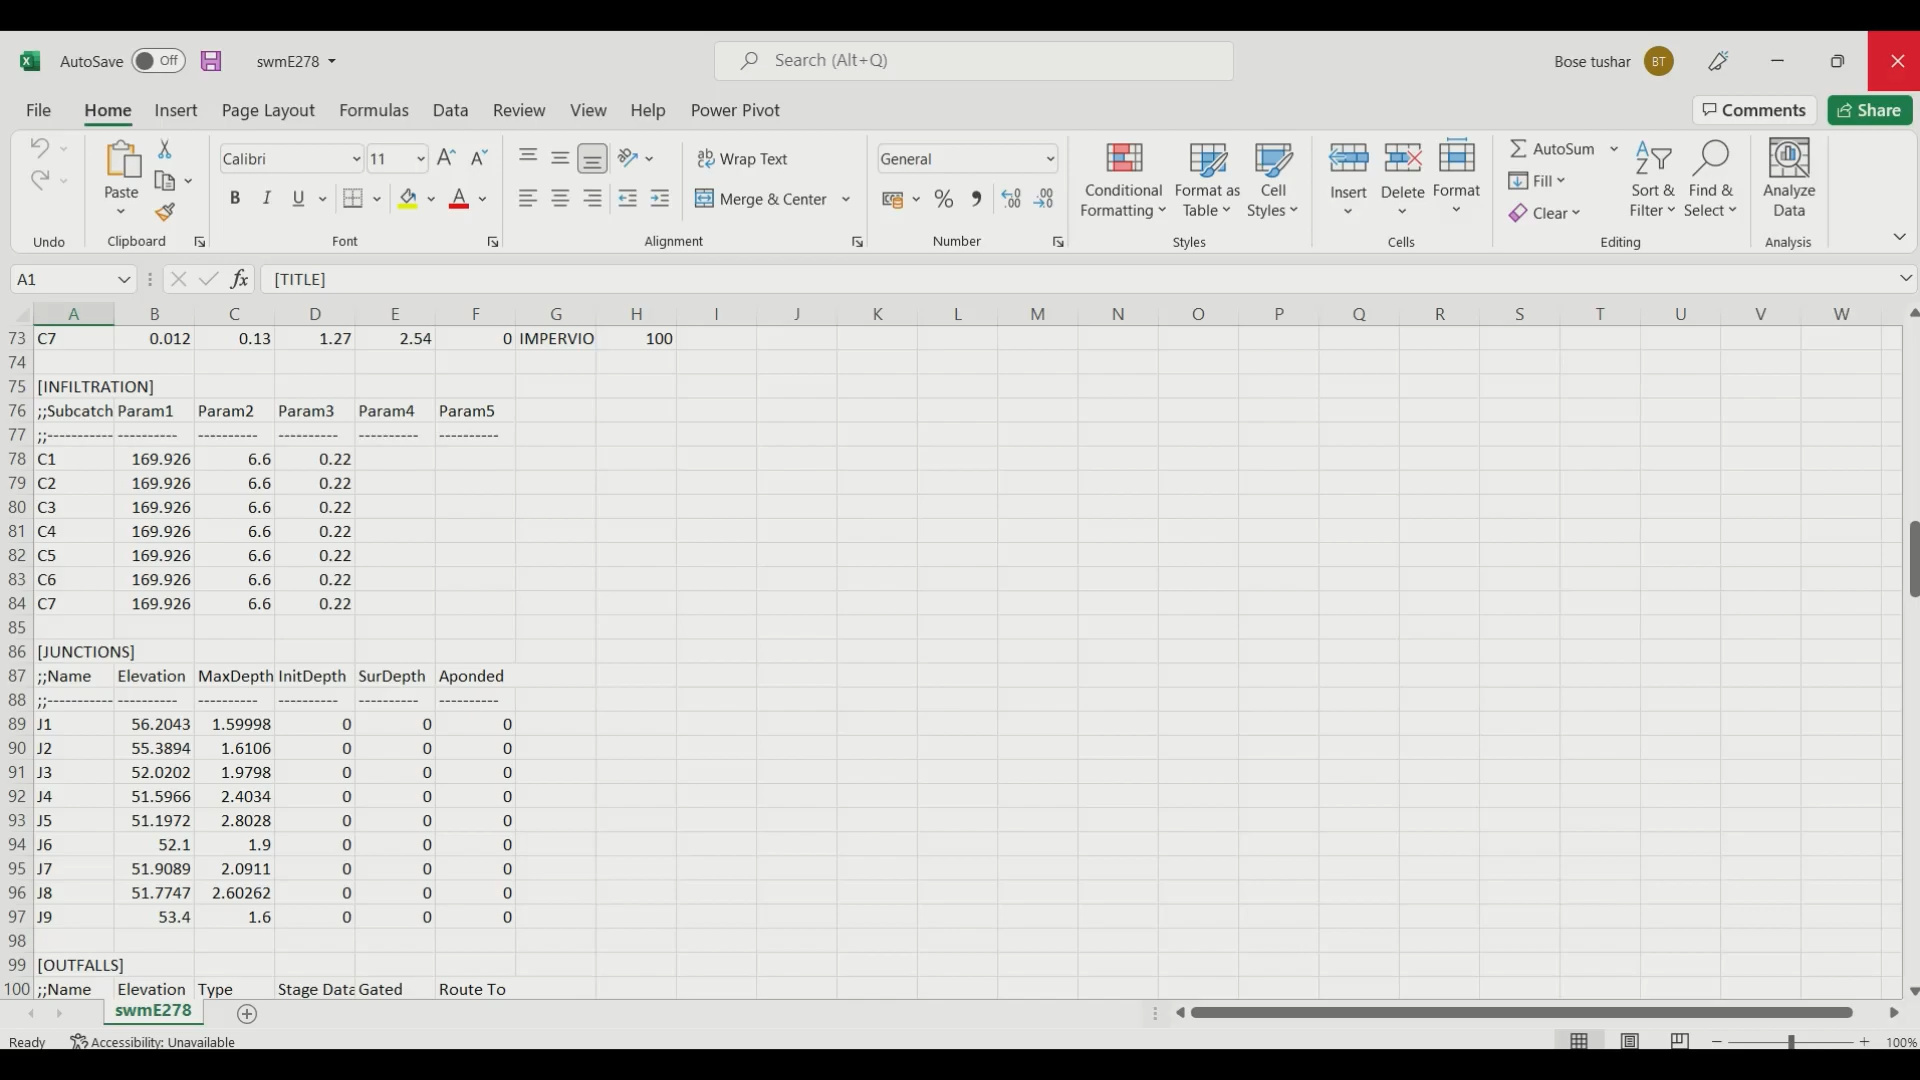 AutoSave Off swmE278 Search (Alt+Q) Bose tushar BT
File Home Insert Page Layout Formulas Data Review View Help Power Pivot Comments Share
Paste Calibri 11 Wrap Text General Conditional Formatting Format as Table Cell Styles Insert Delete Format AutoSum Sort & Filter Find & Select Analyze Data
B I U Merge & Center % Fill Clear
Undo Clipboard Font Alignment Number Styles Cells Editing Analysis
A1 fx [TITLE]
A B C D E F G H I J K L M N O P Q R S T U V W
73 C7 0.012 0.13 1.27 2.54 0 IMPERVIO 100
74
75 [INFILTRATION]
76 ;;Subcatch Param1 Param2 Param3 Param4 Param5
77 ;;----------- ---------- ---------- ---------- ---------- ----------
78 C1 169.926 6.6 0.22
79 C2 169.926 6.6 0.22
80 C3 169.926 6.6 0.22
81 C4 169.926 6.6 0.22
82 C5 169.926 6.6 0.22
83 C6 169.926 6.6 0.22
84 C7 169.926 6.6 0.22
85
86 [JUNCTIONS]
87 ;;Name Elevation MaxDepth InitDepth SurDepth Aponded
88 ;;----------- ---------- ---------- ---------- ---------- ----------
89 J1 56.2043 1.59998 0 0 0
90 J2 55.3894 1.6106 0 0 0
91 J3 52.0202 1.9798 0 0 0
92 J4 51.5966 2.4034 0 0 0
93 J5 51.1972 2.8028 0 0 0
94 J6 52.1 1.9 0 0 0
95 J7 51.9089 2.0911 0 0 0
96 J8 51.7747 2.60262 0 0 0
97 J9 53.4 1.6 0 0 0
98
99 [OUTFALLS]
100 ;;Name Elevation Type Stage Data Gated Route To
swmE278
Ready Accessibility: Unavailable 100%